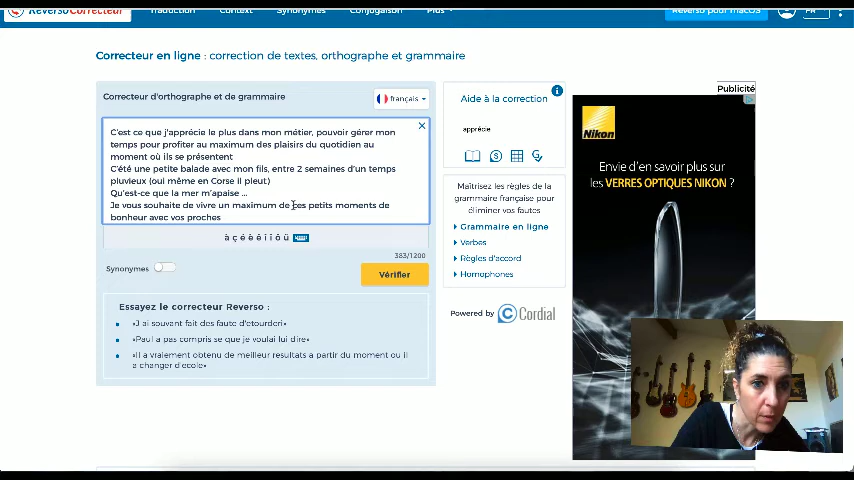 ReversoCorrecteur
Traduction Context Synonymes Conjugaison Plus
Reverso pour macOS FR
Correcteur en ligne : correction de textes, orthographe et grammaire
Publicité
Correcteur d'orthographe et de grammaire
français
C'est ce que j'apprécie le plus dans mon métier, pouvoir gérer mon
temps pour profiter au maximum des plaisirs du quotidien au
moment où ils se présentent
C'été une petite balade avec mon fils, entre 2 semaines d'un temps
pluvieux (oui même en Corse il pleut)
Qu'est-ce que la mer m'apaise ...
Je vous souhaite de vivre un maximum de ces petits moments de
bonheur avec vos proches
à ç é è ê î ï ô û
383/1200
Synonymes
Vérifier
Essayez le correcteur Reverso :
«J ai souvant fait des faute d'etourderi»
«Paul a pas compris se que je voulai lui dire»
«Il a vraiement obtenu de meilleur resultats a partir du moment ou il
a changer d'ecole»
Aide à la correction
apprécie
Maîtrisez les règles de la
grammaire française pour
éliminer vos fautes
Grammaire en ligne
Verbes
Règles d'accord
Homophones
Powered by Cordial
Nikon
Envie d'en savoir plus sur
les VERRES OPTIQUES NIKON ?